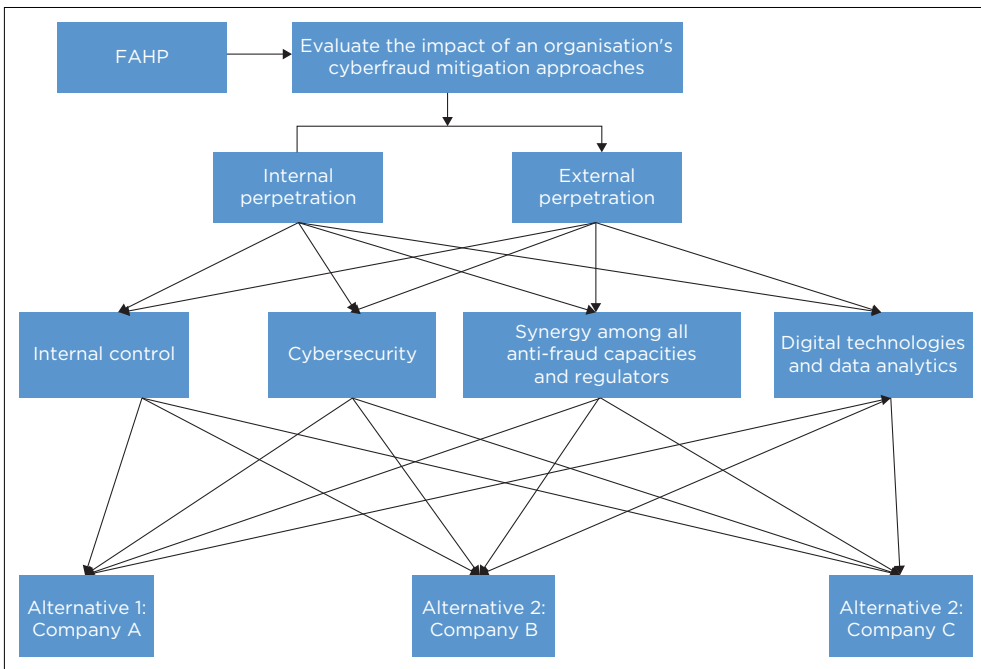 FAHP
Evaluate the impact of an organisation's
cyberfraud mitigation approaches
Internal
perpetration
External
perpetration
Internal control
Cybersecurity
Synergy among all
anti-fraud capacities
and regulators
Digital technologies
and data analytics
Alternative 1:
Company A
Alternative 2:
Company B
Alternative 2:
Company C